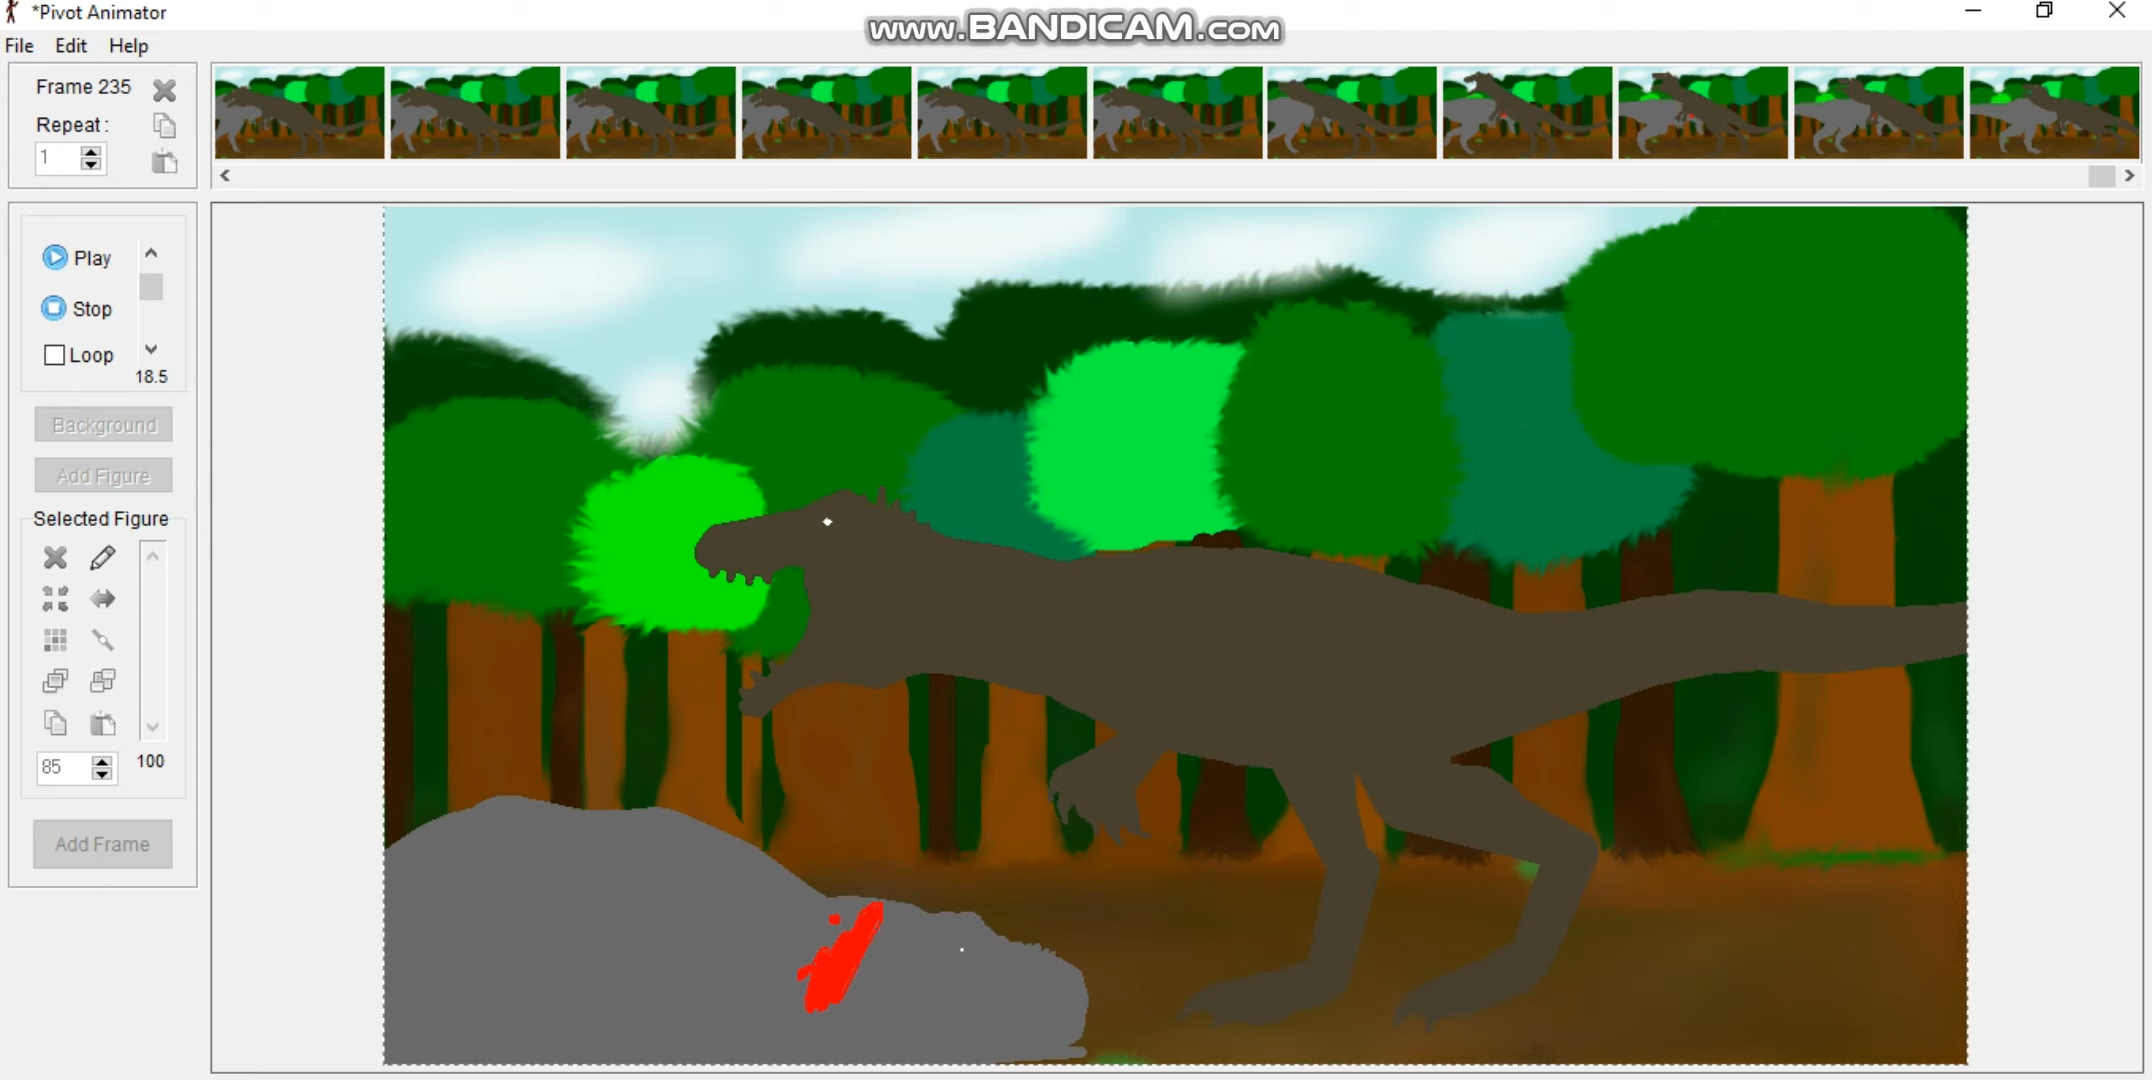 *Pivot Animator
www.BANDICAM.com
File Edit Help
Frame 235
Repeat :
1
Play
Stop
Loop
18.5
Background
Add Figure
Selected Figure
85
100
Add Frame